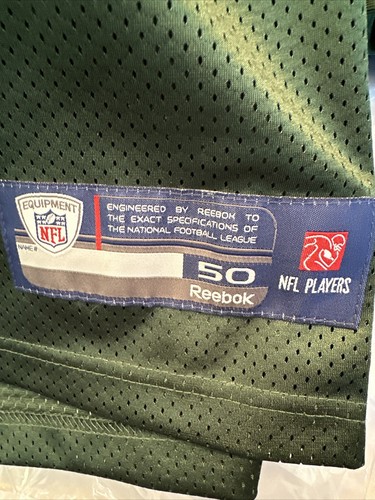 EQUIPMENT
NFL
ENGINEERED BY REEBOK TO
THE EXACT SPECIFICATIONS OF
THE NATIONAL FOOTBALL LEAGUE
NAME #
50
Reebok
NFL PLAYERS